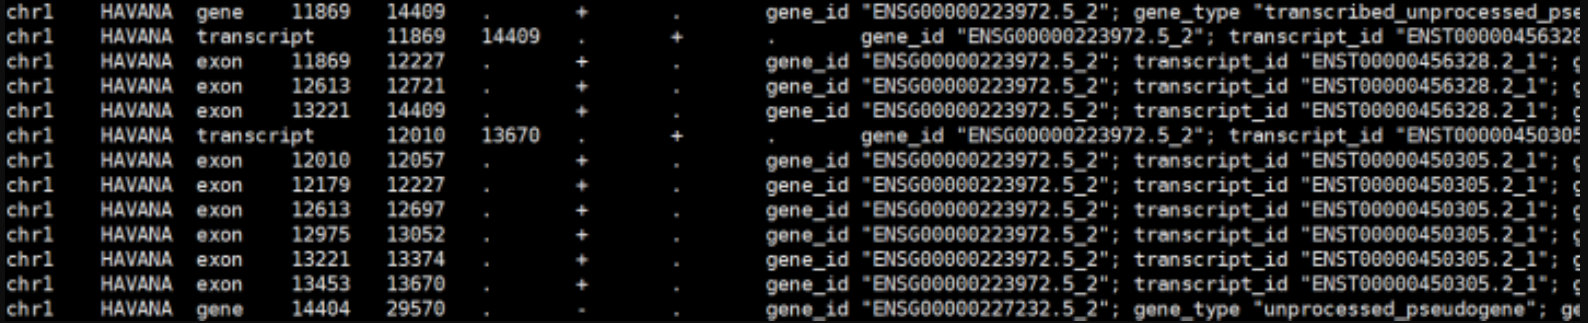 chr1 HAVANA gene 11869 14409 . + . gene_id "ENSG00000223972.5_2"; gene_type "transcribed_unprocessed_pse
chr1 HAVANA transcript 11869 14409 . + . gene_id "ENSG00000223972.5_2"; transcript_id "ENST00000456328
chr1 HAVANA exon 11869 12227 . + . gene_id "ENSG00000223972.5_2"; transcript_id "ENST00000456328.2_1"; g
chr1 HAVANA exon 12613 12721 . + . gene_id "ENSG00000223972.5_2"; transcript_id "ENST00000456328.2_1"; g
chr1 HAVANA exon 13221 14409 . + . gene_id "ENSG00000223972.5_2"; transcript_id "ENST00000456328.2_1"; g
chr1 HAVANA transcript 12010 13670 . + . gene_id "ENSG00000223972.5_2"; transcript_id "ENST00000450305
chr1 HAVANA exon 12010 12057 . + . gene_id "ENSG00000223972.5_2"; transcript_id "ENST00000450305.2_1"; g
chr1 HAVANA exon 12179 12227 . + . gene_id "ENSG00000223972.5_2"; transcript_id "ENST00000450305.2_1"; g
chr1 HAVANA exon 12613 12697 . + . gene_id "ENSG00000223972.5_2"; transcript_id "ENST00000450305.2_1"; g
chr1 HAVANA exon 12975 13052 . + . gene_id "ENSG00000223972.5_2"; transcript_id "ENST00000450305.2_1"; g
chr1 HAVANA exon 13221 13374 . + . gene_id "ENSG00000223972.5_2"; transcript_id "ENST00000450305.2_1"; g
chr1 HAVANA exon 13453 13670 . + . gene_id "ENSG00000223972.5_2"; transcript_id "ENST00000450305.2_1"; g
chr1 HAVANA gene 14404 29570 . - . gene_id "ENSG00000227232.5_2"; gene_type "unprocessed_pseudogene"; ge